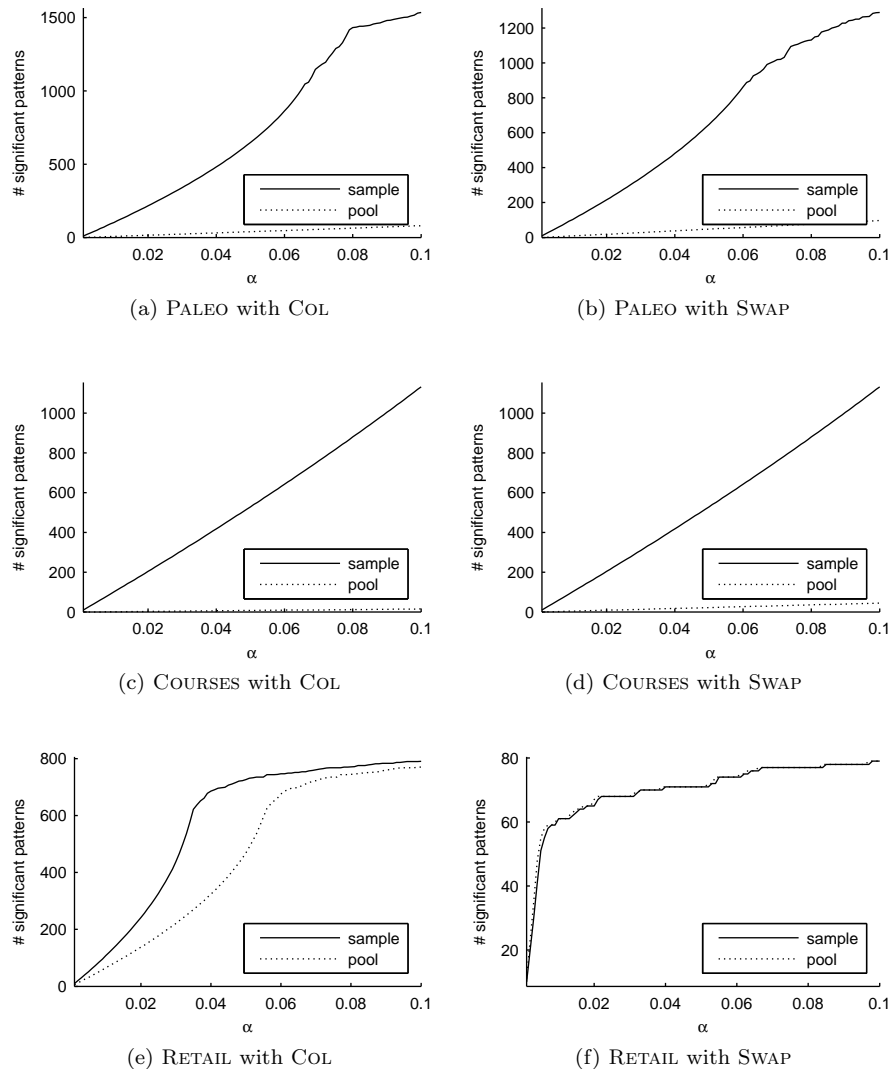 1500
1000
500
0
# significant patterns
sample
pool
0.02 0.04 0.06 0.08 0.1
α
(a) PALEO with COL
1200
1000
800
600
400
200
0
# significant patterns
sample
pool
0.02 0.04 0.06 0.08 0.1
α
(b) PALEO with SWAP
1000
800
600
400
200
0
# significant patterns
sample
pool
0.02 0.04 0.06 0.08 0.1
α
(c) COURSES with COL
1000
800
600
400
200
0
# significant patterns
sample
pool
0.02 0.04 0.06 0.08 0.1
α
(d) COURSES with SWAP
800
600
400
200
0
# significant patterns
sample
pool
0.02 0.04 0.06 0.08 0.1
α
(e) RETAIL with COL
80
60
40
20
# significant patterns
sample
pool
0.02 0.04 0.06 0.08 0.1
α
(f) RETAIL with SWAP